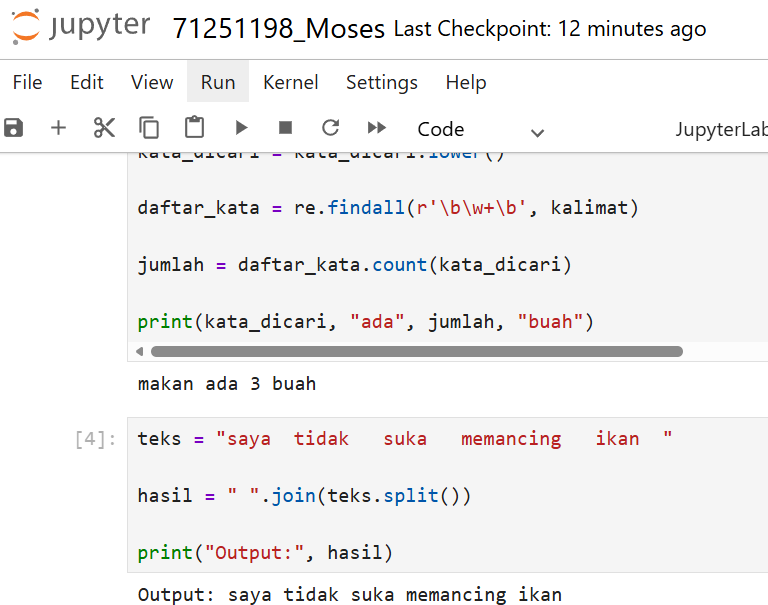 jupyter 71251198_Moses Last Checkpoint: 12 minutes ago
File Edit View Run Kernel Settings Help
Code JupyterLab
kata_dicari = kata_dicari.lower()
daftar_kata = re.findall(r'\b\w+\b', kalimat)
jumlah = daftar_kata.count(kata_dicari)
print(kata_dicari, "ada", jumlah, "buah")
makan ada 3 buah
[4]: teks = "saya  tidak   suka   memancing   ikan  "
hasil = " ".join(teks.split())
print("Output:", hasil)
Output: saya tidak suka memancing ikan